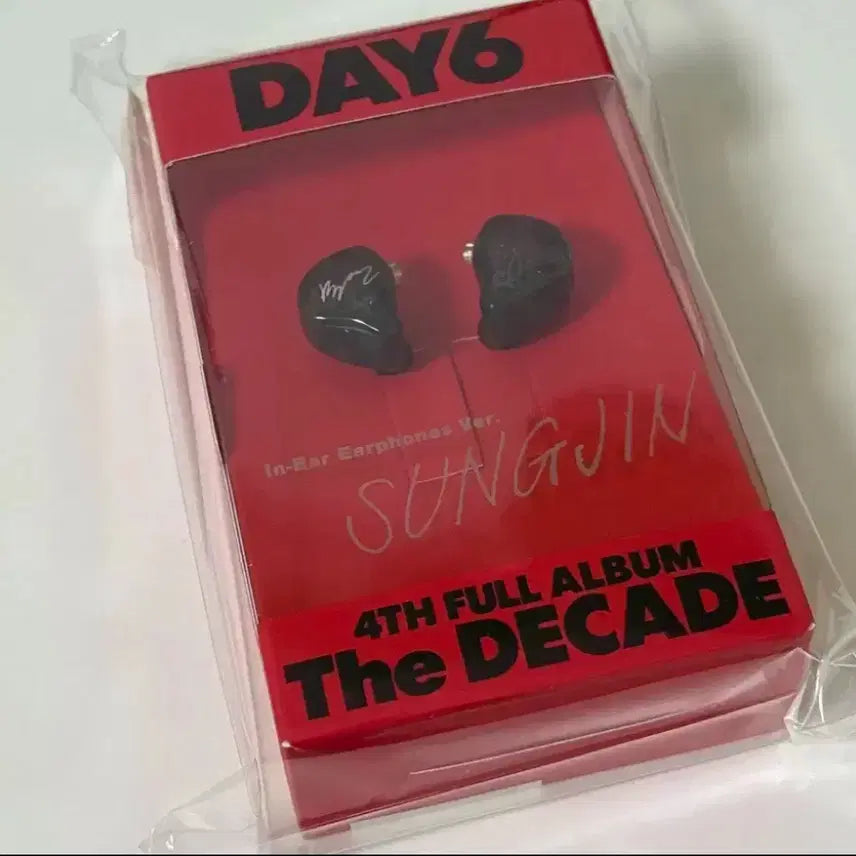 DAY6
In-Ear Earphones Ver.
SUNGJIN
4TH FULL ALBUM
The DECADE